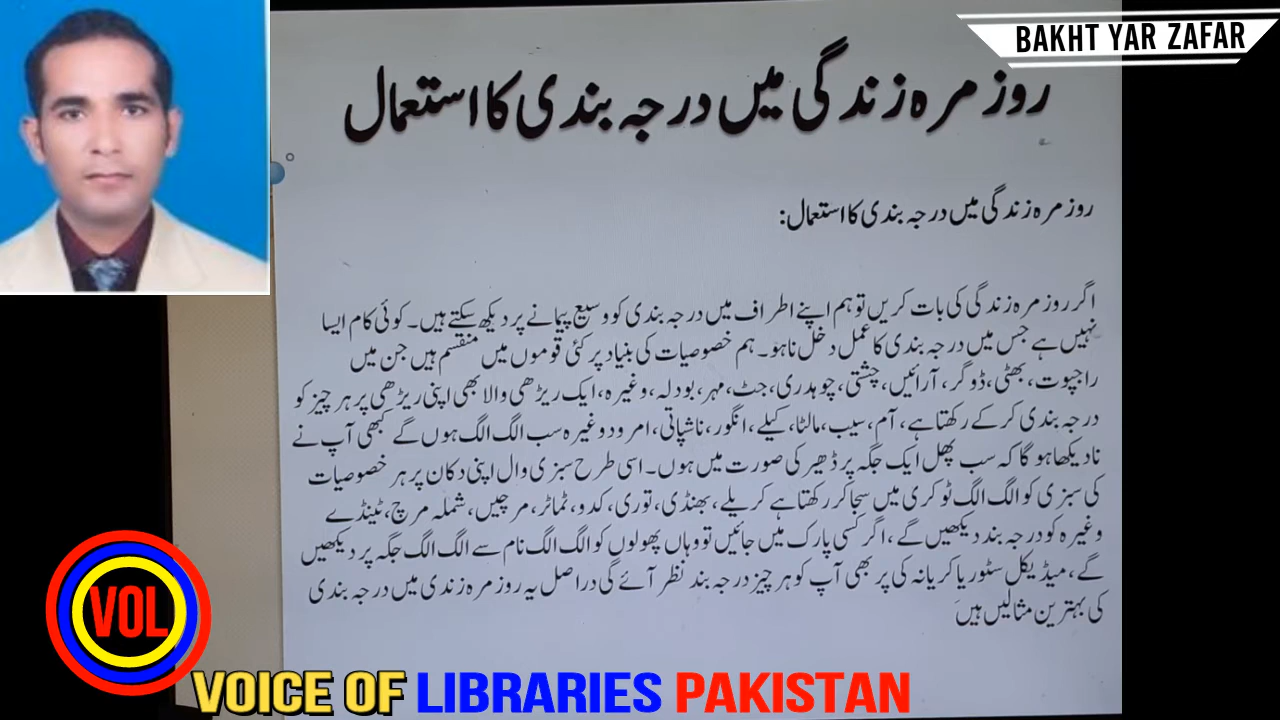 BAKHT YAR ZAFAR
روزمرہ زندگی میں درجہ بندی کا استعمال
روزمرہ زندگی میں درجہ بندی کا استعمال:
اگر روزمرہ زندگی کی بات کریں تو ہم اپنے اطراف میں درجہ بندی کو وسیع پیمانے پر دیکھ سکتے ہیں۔ کوئی کام ایسا
نہیں ہے جس میں درجہ بندی کا عمل دخل نا ہو۔ ہم خصوصیات کی بنیاد پر کئی قوموں میں منقسم ہیں جن میں
راجپوت، بھٹی، ڈوگر، آرائیں، چشتی، چوہدری، جٹ، مہر، بودلہ، وغیرہ، ایک ریڑھی والا بھی اپنی ریڑھی پر ہر چیز کو
درجہ بندی کر کے رکھتا ہے، آم، سیب، مالٹا، کیلے، انگور، ناشپاتی، امرود وغیرہ سب الگ الگ ہوں گے کبھی آپ نے
نا دیکھا ہو گا کہ سب پھل ایک جگہ پر ڈھیر کی صورت میں ہوں۔ اسی طرح سبزی وال اپنی دکان پر ہر خصوصیات
کی سبزی کو الگ الگ ٹوکری میں سجا کر رکھتا ہے کریلے، بھنڈی، توری، کدو، ٹماٹر، مرچیں، شملہ مرچ، ٹینڈے
وغیرہ کو درجہ بند دیکھیں گے، اگر کسی پارک میں جائیں تو وہاں پھولوں کو الگ الگ نام سے الگ الگ جگہ پر دیکھیں
گے، میڈیکل سٹور یا کریانہ کی پر بھی آپ کو ہر چیز درجہ بند نظر آئے گی دراصل یہ روزمرہ زندی میں درجہ بندی
کی بہترین مثالیں ہیں
VOL
VOICE OF LIBRARIES PAKISTAN